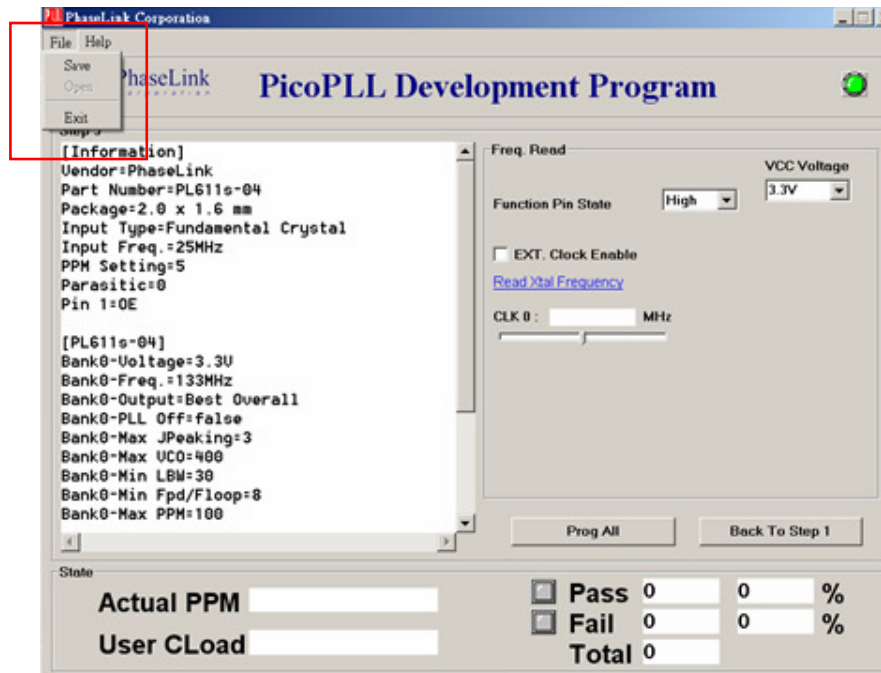 PhaseLink Corporation
File Help
Save
Open
Exit
PhaseLink
PicoPLL Development Program
[Information]
Vendor=PhaseLink
Part Number=PL611s-04
Package=2.0 x 1.6 mm
Input Type=Fundamental Crystal
Input Freq.=25MHz
PPM Setting=5
Parasitic=0
Pin 1=OE
[PL611s-04]
Bank0-Voltage=3.3V
Bank0-Freq.=133MHz
Bank0-Output=Best Overall
Bank0-PLL Off=false
Bank0-Max JPeaking=3
Bank0-Max VCO=400
Bank0-Min LBW=30
Bank0-Min Fpd/Floop=8
Bank0-Max PPM=100
Freq. Read
VCC Voltage
Function Pin State High 3.3V
EXT. Clock Enable
Read Xtal Frequency
CLK 0 : MHz
Prog All Back To Step 1
State
Actual PPM
User CLoad
Pass 0 0 %
Fail 0 0 %
Total 0